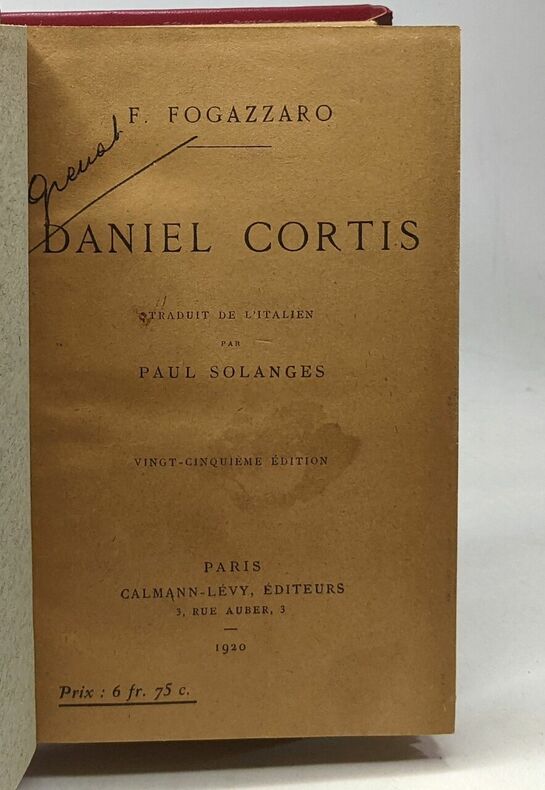 F. FOGAZZARO
DANIEL CORTIS
TRADUIT DE L'ITALIEN
PAR
PAUL SOLANGES
VINGT-CINQUIÈME ÉDITION
PARIS
CALMANN-LÉVY, ÉDITEURS
3, RUE AUBER, 3
1920
Prix : 6 fr. 75 c.